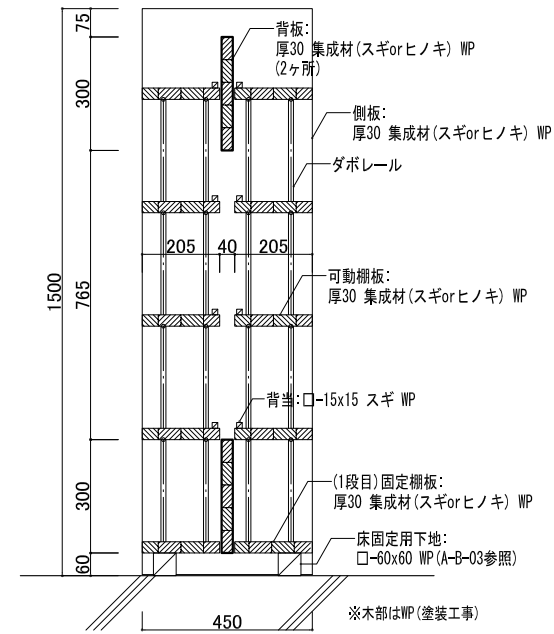 75
背板:
厚30 集成材(スギorヒノキ) WP
(2ヶ所)
300
側板:
厚30 集成材(スギorヒノキ) WP
ダボレール
205 40 205
1500
765
可動棚板:
厚30 集成材(スギorヒノキ) WP
背当:□-15x15 スギ WP
300
(1段目)固定棚板:
厚30 集成材(スギorヒノキ) WP
床固定用下地:
□-60x60 WP(A-B-03参照)
60
450
※木部はWP(塗装工事)